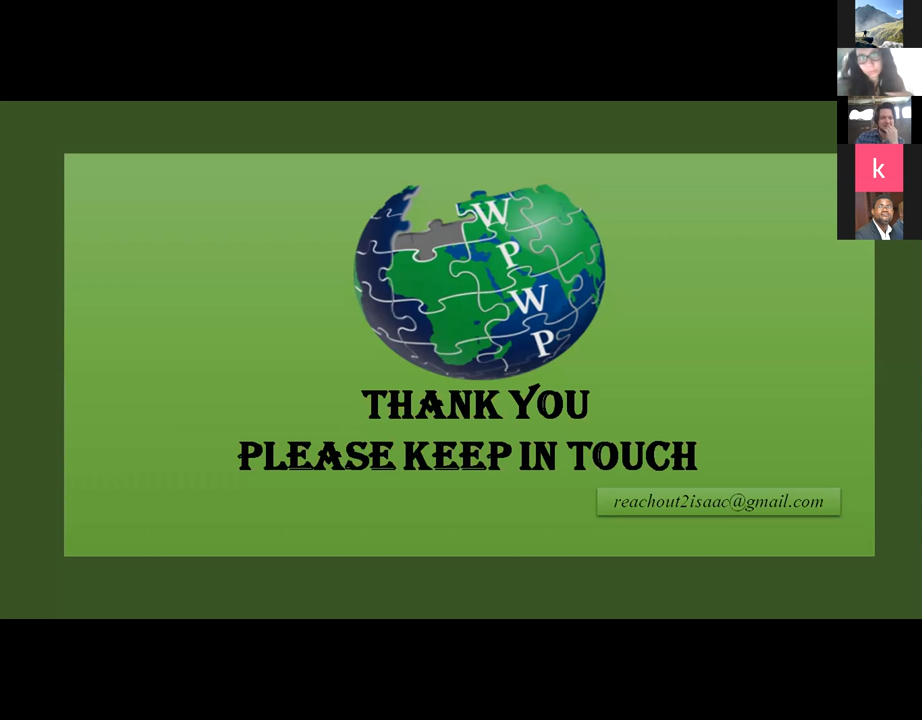 W
P
W
P
THANK YOU
PLEASE KEEP IN TOUCH
reachout2isaac@gmail.com
k